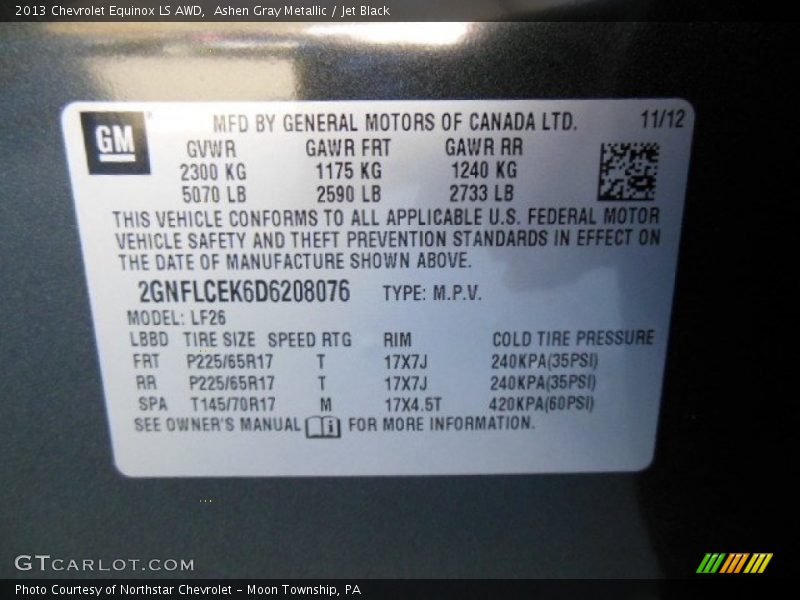 2013 Chevrolet Equinox LS AWD,  Ashen Gray Metallic / Jet Black
GM
MFD BY GENERAL MOTORS OF CANADA LTD. 11/12
GVWR GAWR FRT GAWR RR
2300 KG 1175 KG 1240 KG
5070 LB 2590 LB 2733 LB
THIS VEHICLE CONFORMS TO ALL APPLICABLE U.S. FEDERAL MOTOR
VEHICLE SAFETY AND THEFT PREVENTION STANDARDS IN EFFECT ON
THE DATE OF MANUFACTURE SHOWN ABOVE.
2GNFLCEK6D6208076 TYPE: M.P.V.
MODEL: LF26
LBBD TIRE SIZE SPEED RTG RIM COLD TIRE PRESSURE
FRT P225/65R17 T 17X7J 240KPA(35PSI)
RR P225/65R17 T 17X7J 240KPA(35PSI)
SPA T145/70R17 M 17X4.5T 420KPA(60PSI)
SEE OWNER'S MANUAL i FOR MORE INFORMATION.
GTCARLOT.COM
Photo Courtesy of Northstar Chevrolet - Moon Township, PA